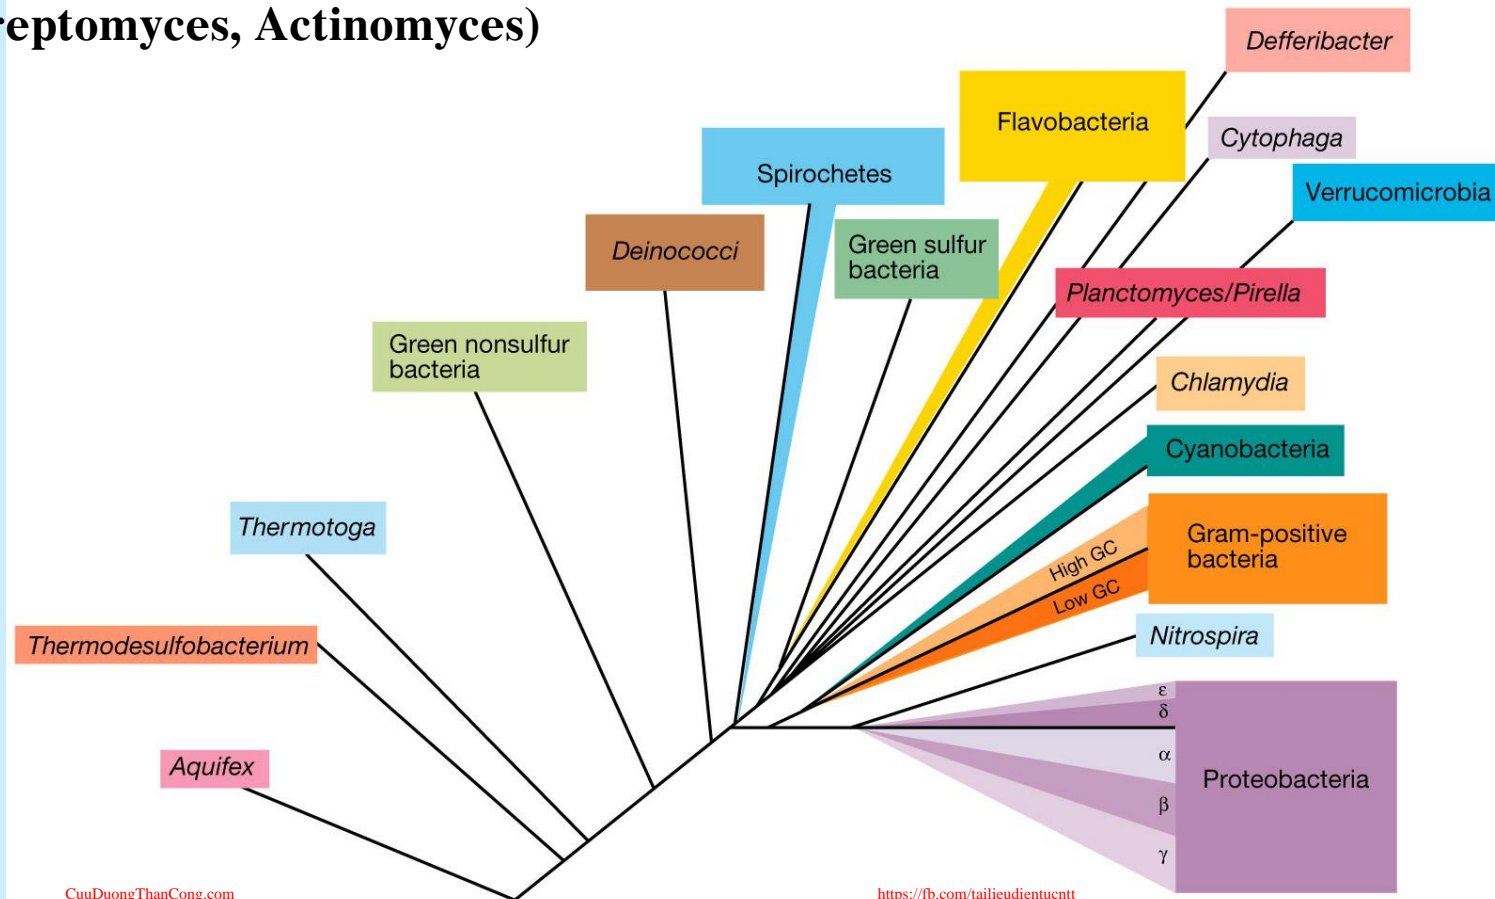 reptomyces, Actinomyces)
Defferibacter
Flavobacteria
Cytophaga
Spirochetes
Verrucomicrobia
Deinococci
Green sulfur
bacteria
Planctomyces/Pirella
Green nonsulfur
bacteria
Chlamydia
Cyanobacteria
Thermotoga
Gram-positive
bacteria
High GC
Low GC
Nitrospira
Thermodesulfobacterium
ε
δ
α
Aquifex
Proteobacteria
β
γ
CuuDuongThanCong.com
https://fb.com/tailieudientucntt